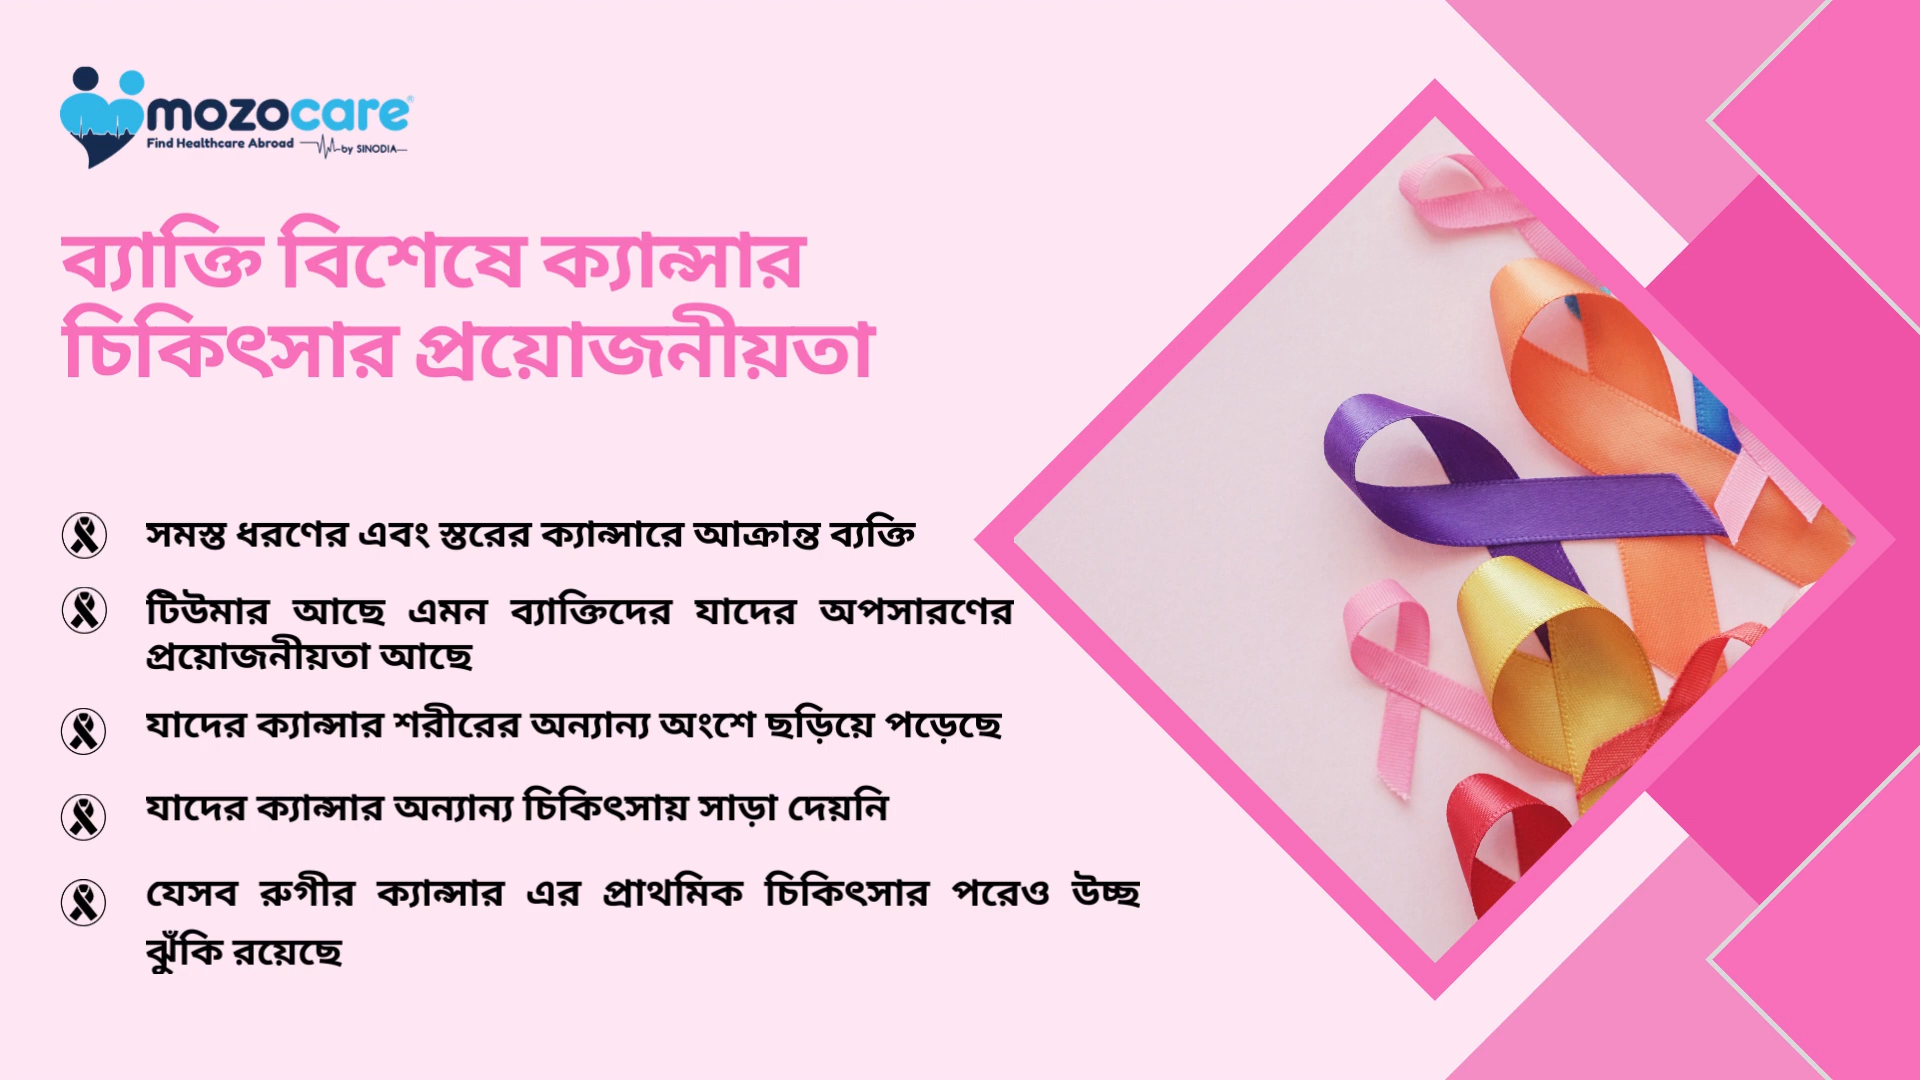 mozocare®
Find Healthcare Abroad by SINODIA
ব্যাক্তি বিশেষে ক্যান্সার
চিকিৎসার প্রয়োজনীয়তা
সমস্ত ধরণের এবং স্তরের ক্যান্সারে আক্রান্ত ব্যক্তি
টিউমার আছে এমন ব্যাক্তিদের যাদের অপসারণের
প্রয়োজনীয়তা আছে
যাদের ক্যান্সার শরীরের অন্যান্য অংশে ছড়িয়ে পড়েছে
যাদের ক্যান্সার অন্যান্য চিকিৎসায় সাড়া দেয়নি
যেসব রুগীর ক্যান্সার এর প্রাথমিক চিকিৎসার পরেও উচ্ছ
ঝুঁকি রয়েছে